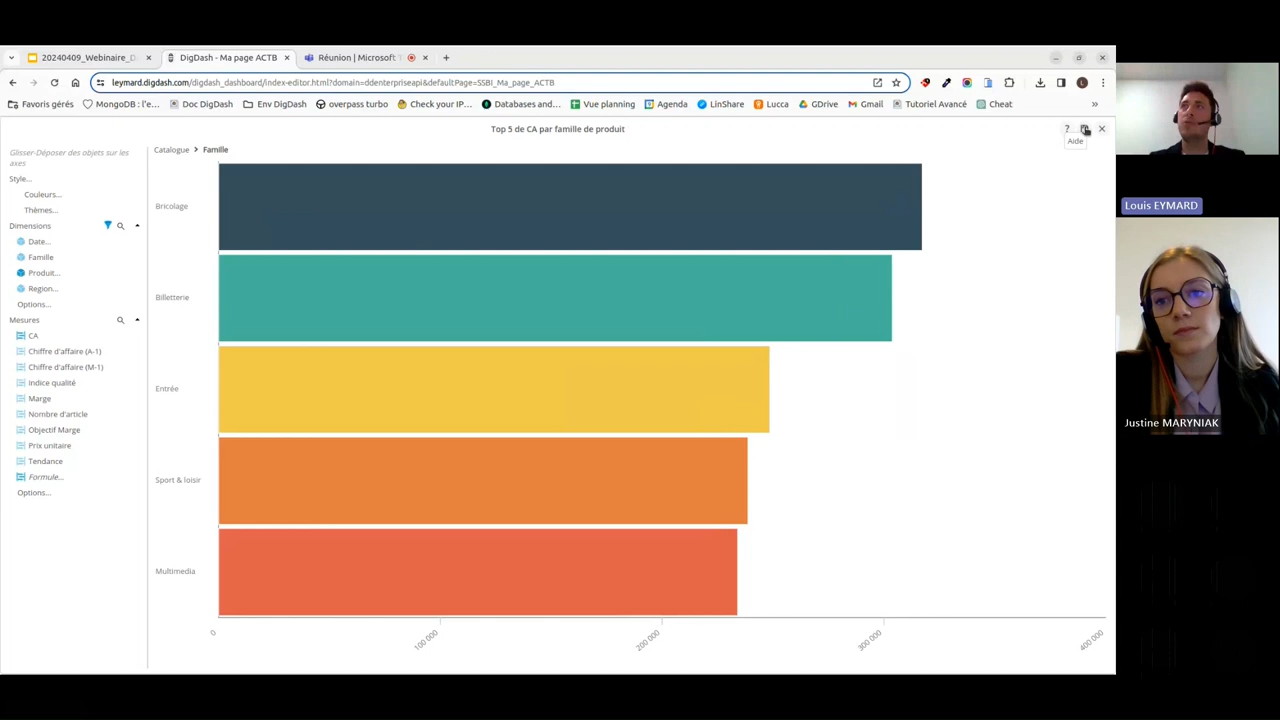 20240409_Webinaire_D
DigDash - Ma page ACTB
Réunion | Microsoft T
leymard.digdash.com/digdash_dashboard/index-editor.html?domain=ddenterpriseapi&defaultPage=SSBI_Ma_page_ACTB
Favoris gérés
MongoDB : l'e...
Doc DigDash
Env DigDash
overpass turbo
Check your IP...
Databases and...
Vue planning
Agenda
LinShare
Lucca
GDrive
Gmail
Tutoriel Avancé
Cheat
»
Top 5 de CA par famille de produit
?
Aide
Glisser-Déposer des objets sur les
axes
Style...
Couleurs...
Thèmes...
Dimensions
Date...
Famille
Produit...
Region...
Options...
Mesures
CA
Chiffre d'affaire (A-1)
Chiffre d'affaire (M-1)
Indice qualité
Marge
Nombre d'article
Objectif Marge
Prix unitaire
Tendance
Formule...
Options...
Catalogue > Famille
Bricolage
Billetterie
Entrée
Sport & loisir
Multimedia
0
100 000
200 000
300 000
400 000
Louis EYMARD
Justine MARYNIAK